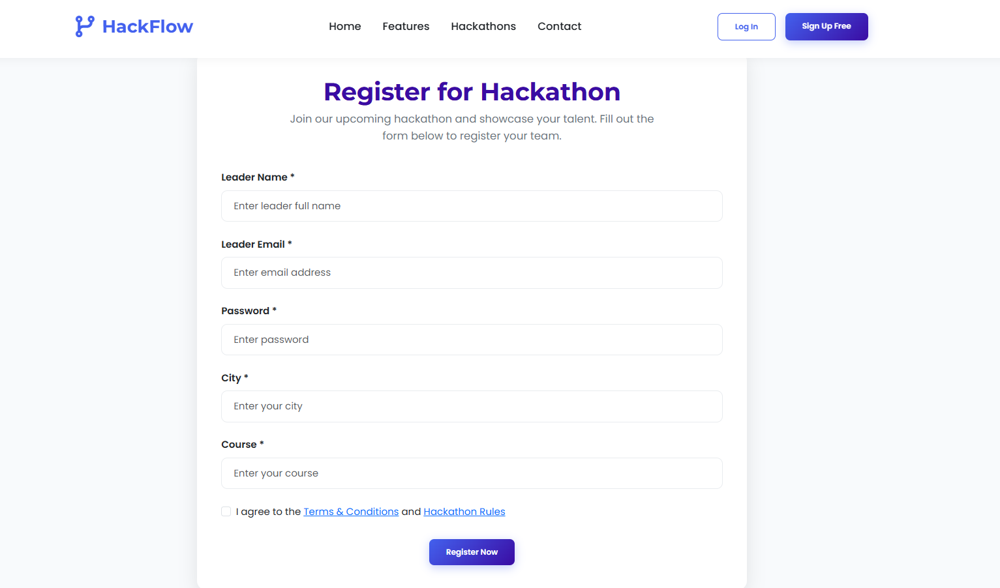 HackFlow
Home
Features
Hackathons
Contact
Log In
Sign Up Free
Register for Hackathon
Join our upcoming hackathon and showcase your talent. Fill out the
form below to register your team.
Leader Name *
Enter leader full name
Leader Email *
Enter email address
Password *
Enter password
City *
Enter your city
Course *
Enter your course
I agree to the Terms & Conditions and Hackathon Rules
Register Now